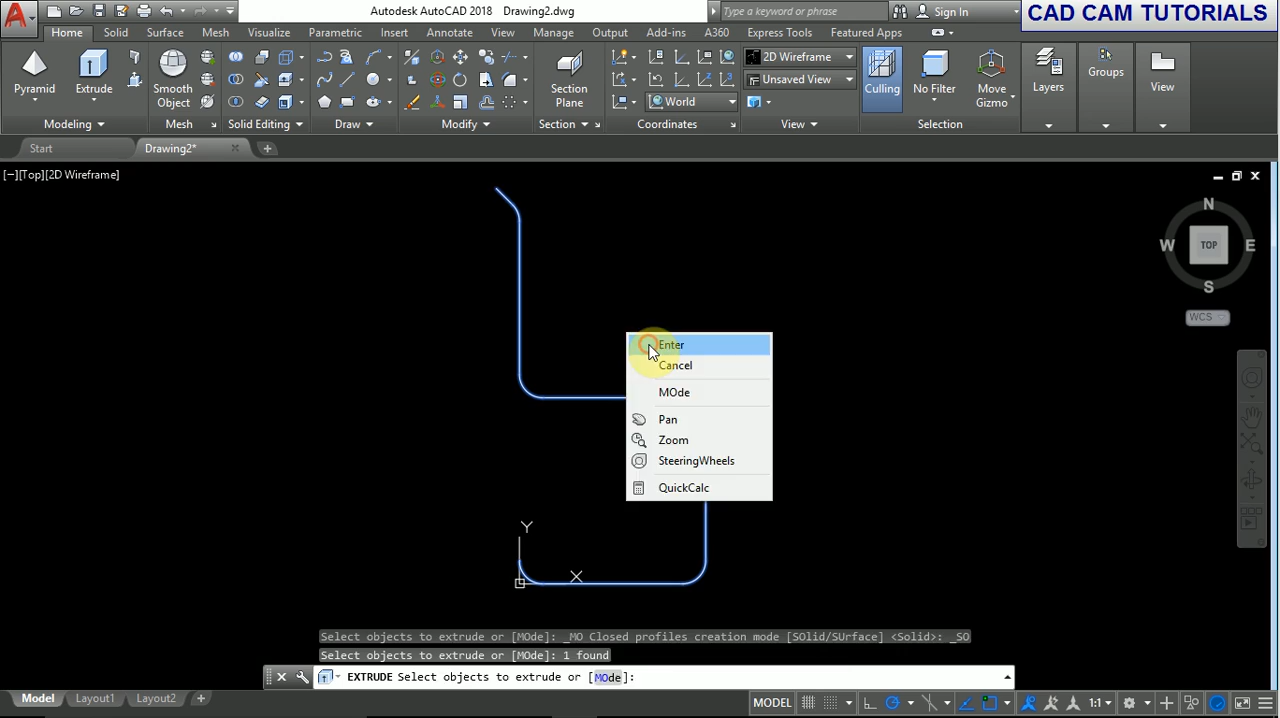 Autodesk AutoCAD 2018 Drawing2.dwg
Type a keyword or phrase
Sign In
CAD CAM TUTORIALS
Home Solid Surface Mesh Visualize Parametric Insert Annotate View Manage Output Add-ins A360 Express Tools Featured Apps
2D Wireframe
Unsaved View
World
Pyramid
Extrude
Smooth
Object
Section
Plane
Culling
No Filter
Move
Gizmo
Layers
Groups
View
Modeling
Mesh
Solid Editing
Draw
Modify
Section
Coordinates
View
Selection
Start
Drawing2*
[−][Top][2D Wireframe]
N
W
TOP
E
S
WCS
Enter
Cancel
MOde
Pan
Zoom
SteeringWheels
QuickCalc
Y
X
Select objects to extrude or [MOde]: _MO Closed profiles creation mode [SOlid/SUrface] <Solid>: _SO
Select objects to extrude or [MOde]: 1 found
EXTRUDE Select objects to extrude or [MOde]:
Model Layout1 Layout2
MODEL
1:1